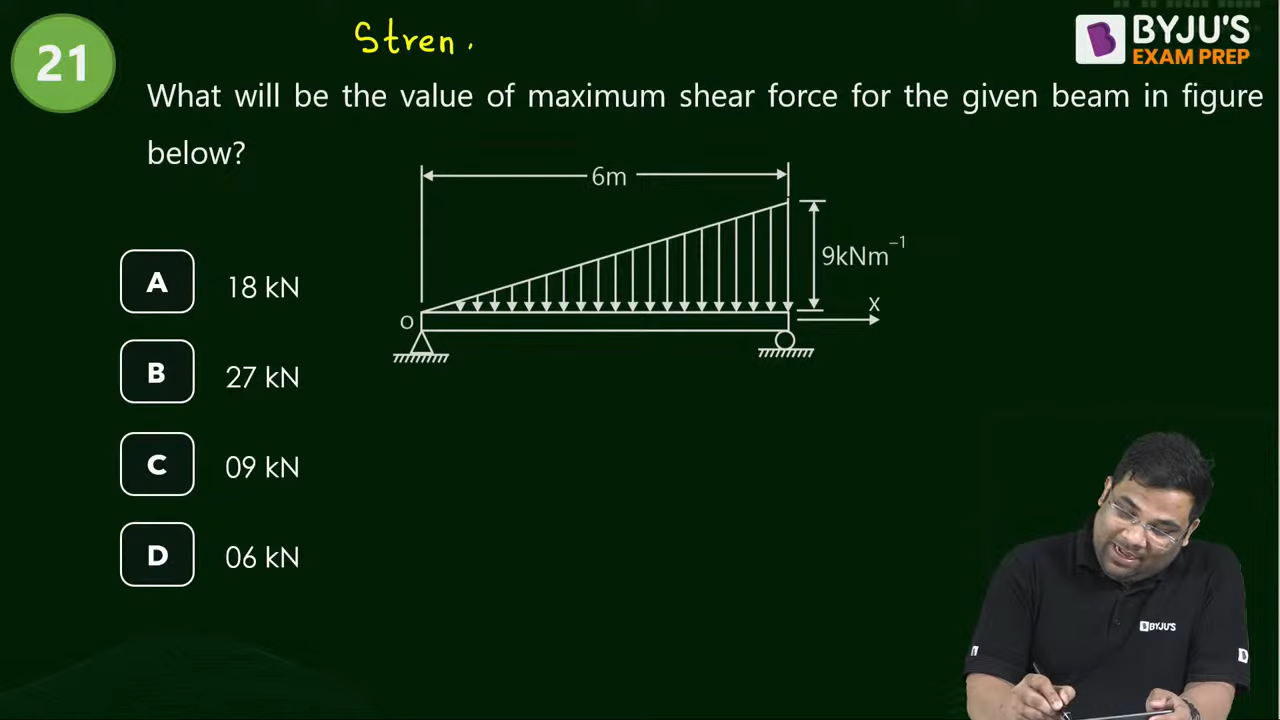 21
Stren.
BYJU'S
EXAM PREP
What will be the value of maximum shear force for the given beam in figure
below?
6m
9kNm⁻¹
x
o
A 18 kN
B 27 kN
C 09 kN
D 06 kN
BYJU'S